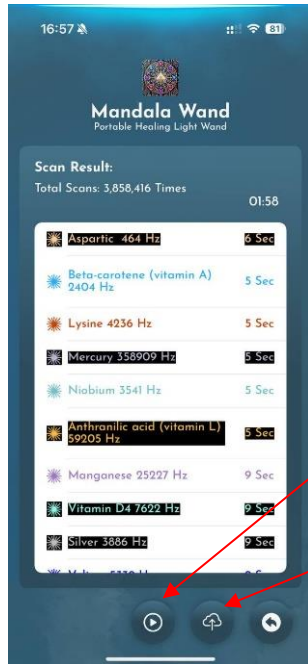 16:57
81
Mandala Wand
Portable Healing Light Wand
Scan Result:
Total Scans: 3,858,416 Times
01:58
Aspartic 464 Hz 6 Sec
Beta-carotene (vitamin A)
2404 Hz 5 Sec
Lysine 4236 Hz 5 Sec
Mercury 358909 Hz 5 Sec
Niobium 3541 Hz 5 Sec
Anthranilic acid (vitamin L)
59205 Hz 5 Sec
Manganese 25227 Hz 9 Sec
Vitamin D4 7622 Hz 9 Sec
Silver 3886 Hz 9 Sec